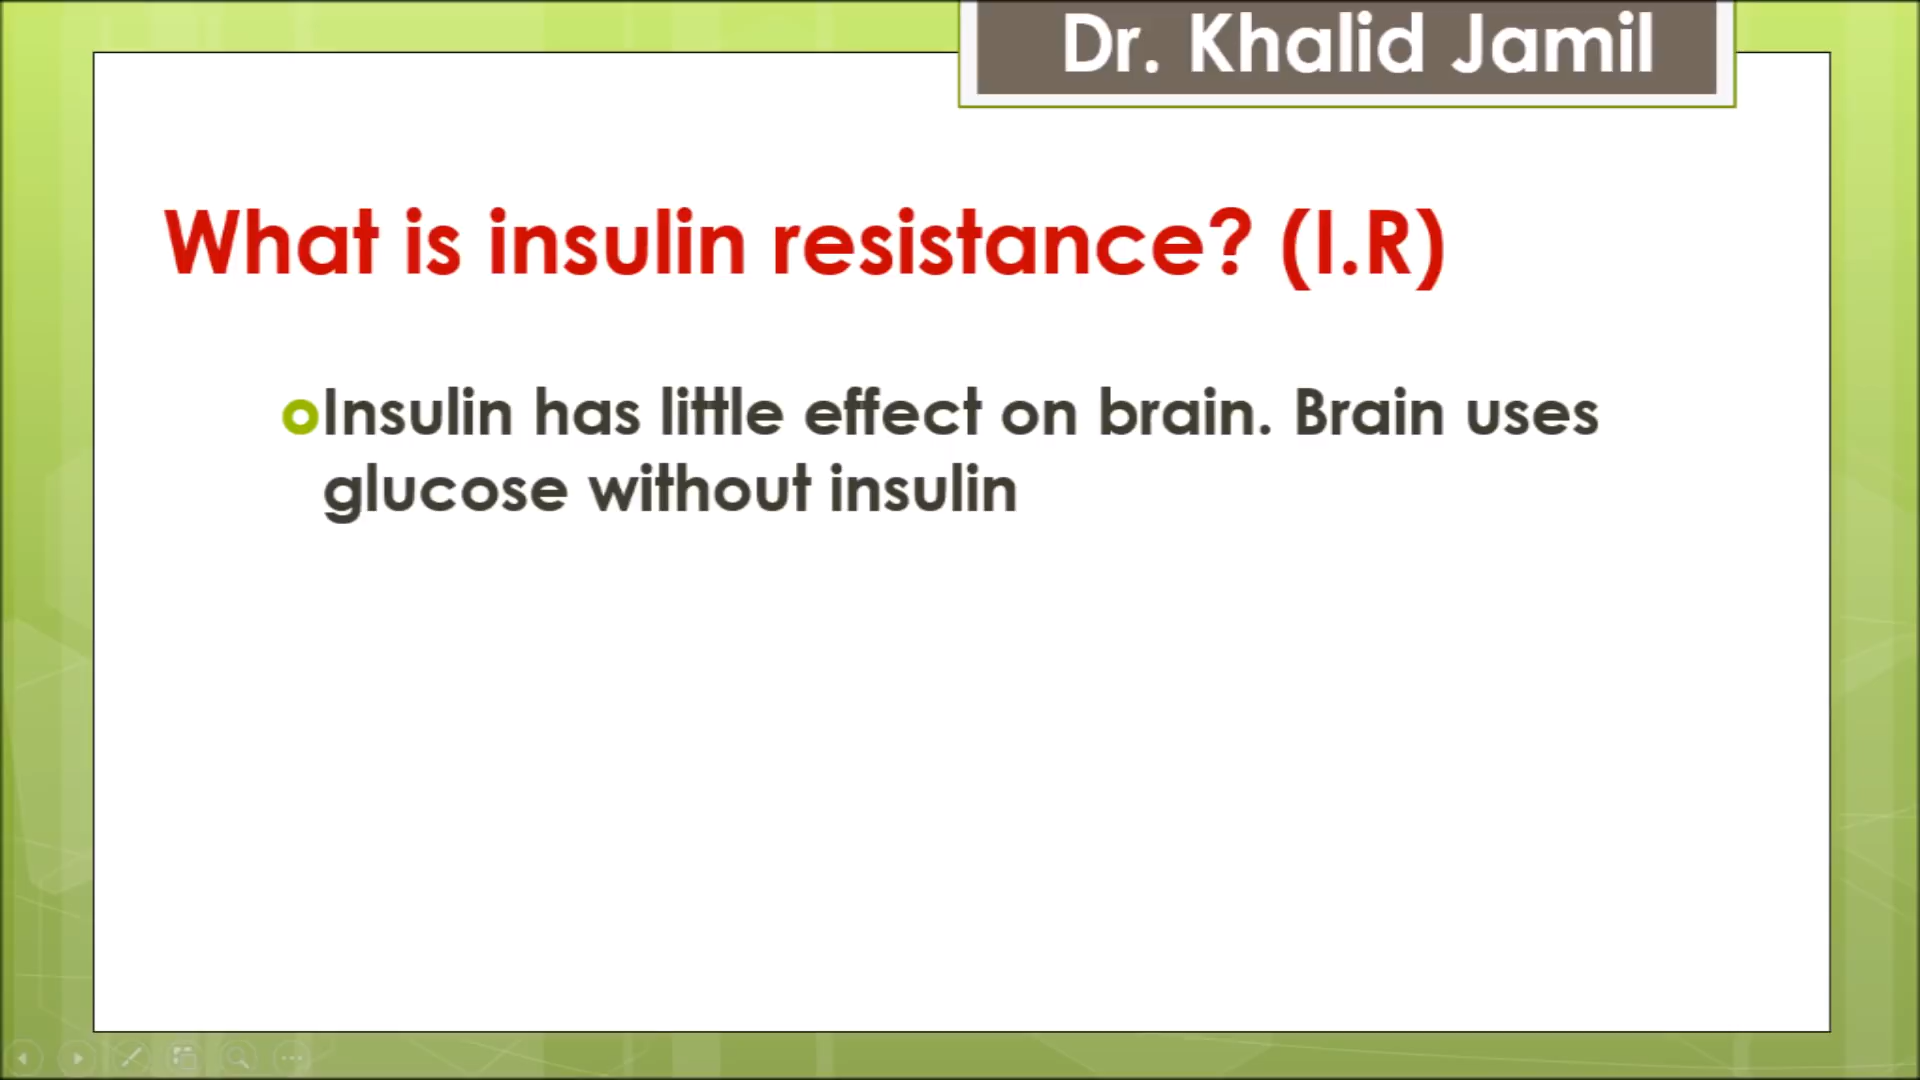 Dr. Khalid Jamil
What is insulin resistance? (I.R)
Insulin has little effect on brain. Brain uses
glucose without insulin